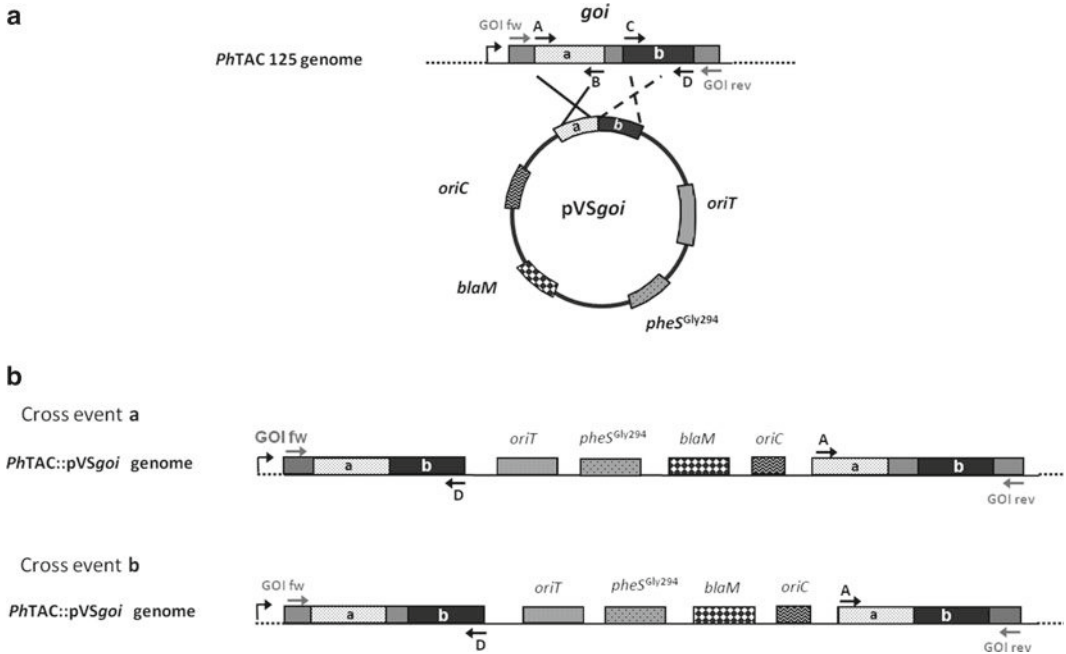 a
goi
GOI fw A C
PhTAC 125 genome
a b
B D
GOI rev
a b
oriC
pVSgoi
oriT
blaM
pheSGly294
b
Cross event a
GOI fw oriT pheSGly294 blaM oriC A
PhTAC::pVSgoi genome
a b a b
D
GOI rev
Cross event b
GOI fw oriT pheSGly294 blaM oriC A
PhTAC::pVSgoi genome
a b a b
D
GOI rev